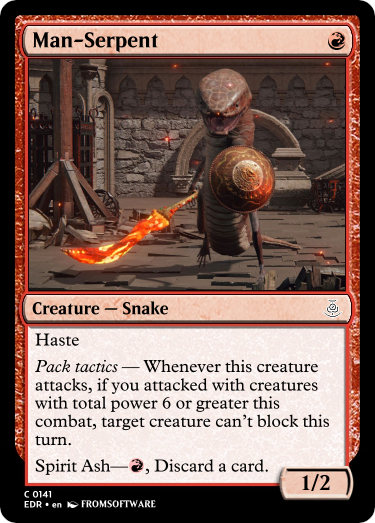 Man-Serpent
Creature — Snake
Haste
Pack tactics — Whenever this creature
attacks, if you attacked with creatures
with total power 6 or greater this
combat, target creature can't block this
turn.
Spirit Ash—, Discard a card.
1/2
C 0141
EDR • en FROMSOFTWARE